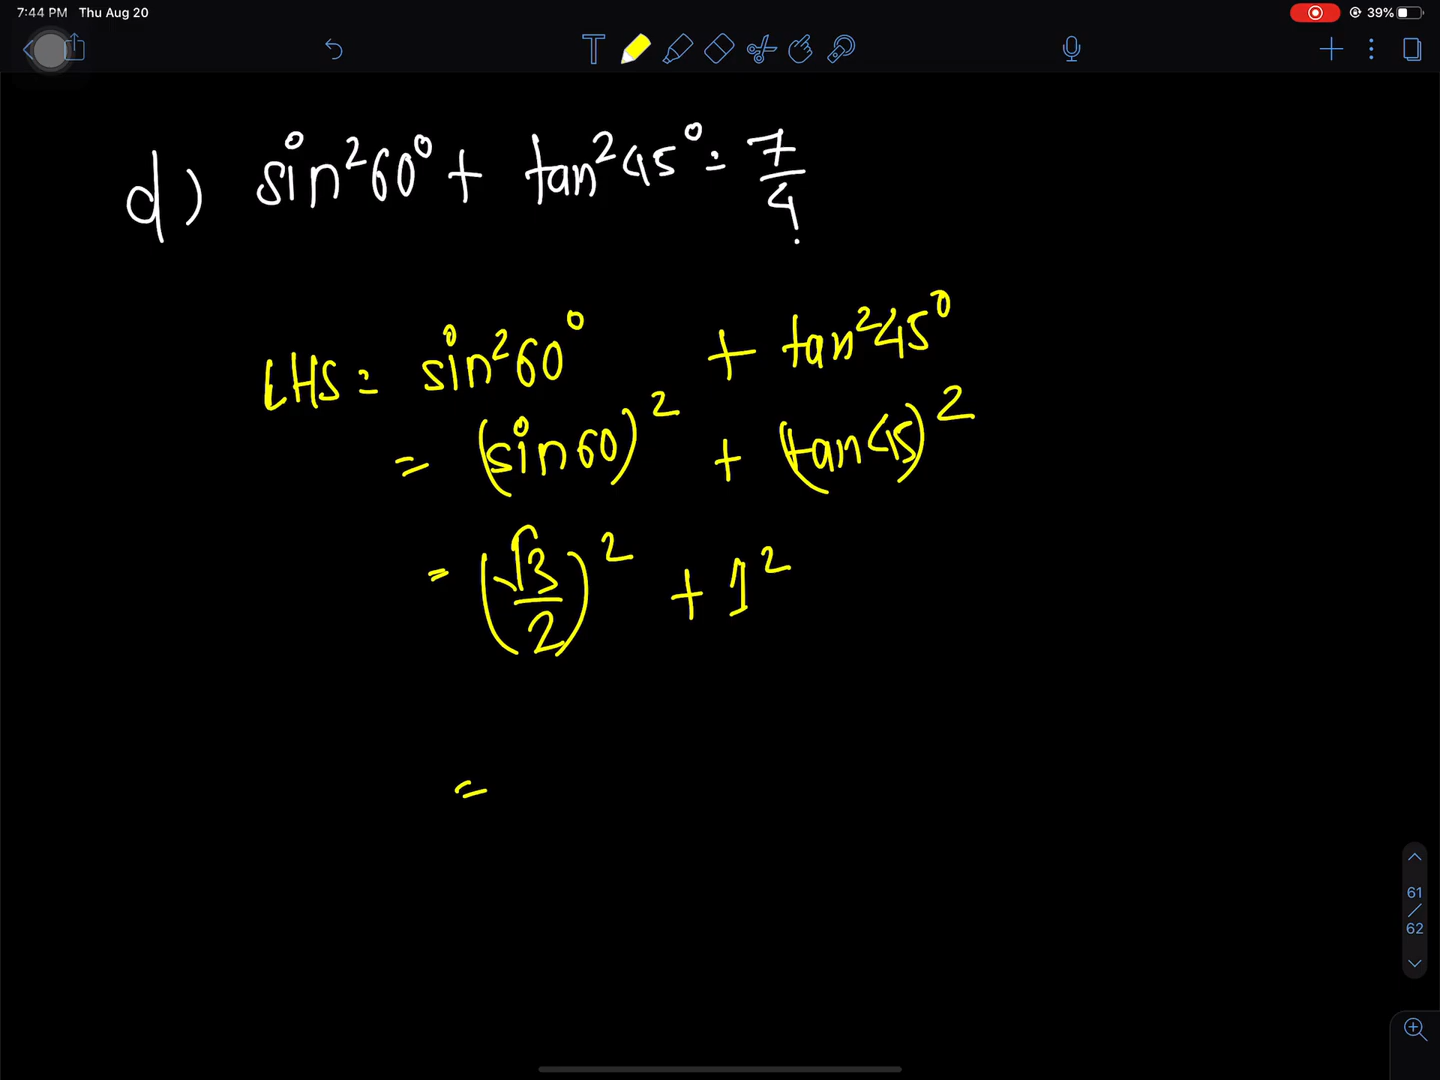 7:44 PM Thu Aug 20
39%
T
d) sin²60° + tan²45° = 7/4
LHS = sin²60° + tan²45°
= (sin60)² + (tan45)²
= (√3/2)² + 1²
=
61
/
62